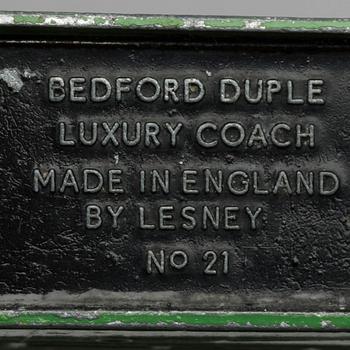 BEDFORD DUPLE
LUXURY COACH
MADE IN ENGLAND
BY LESNEY
No 21